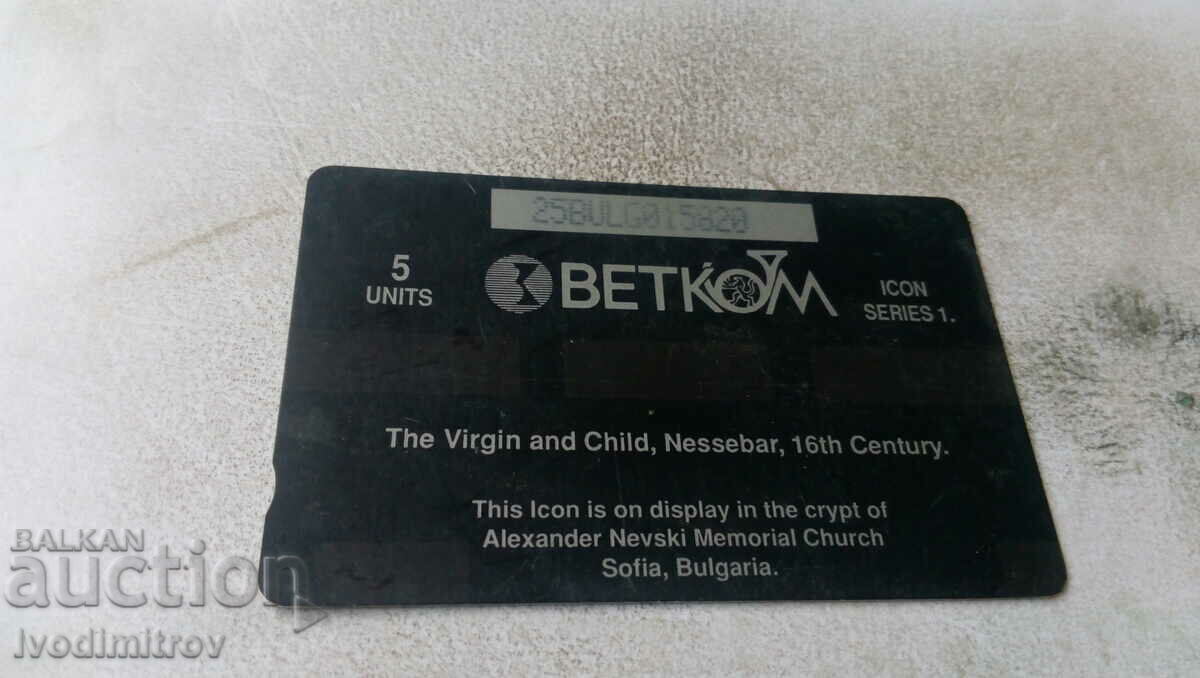 25BULG015820
5
UNITS
BETKOM
ICON
SERIES 1.
The Virgin and Child, Nessebar, 16th Century.
This Icon is on display in the crypt of
Alexander Nevski Memorial Church
Sofia, Bulgaria.
BALKAN
auction
Ivodimitrov